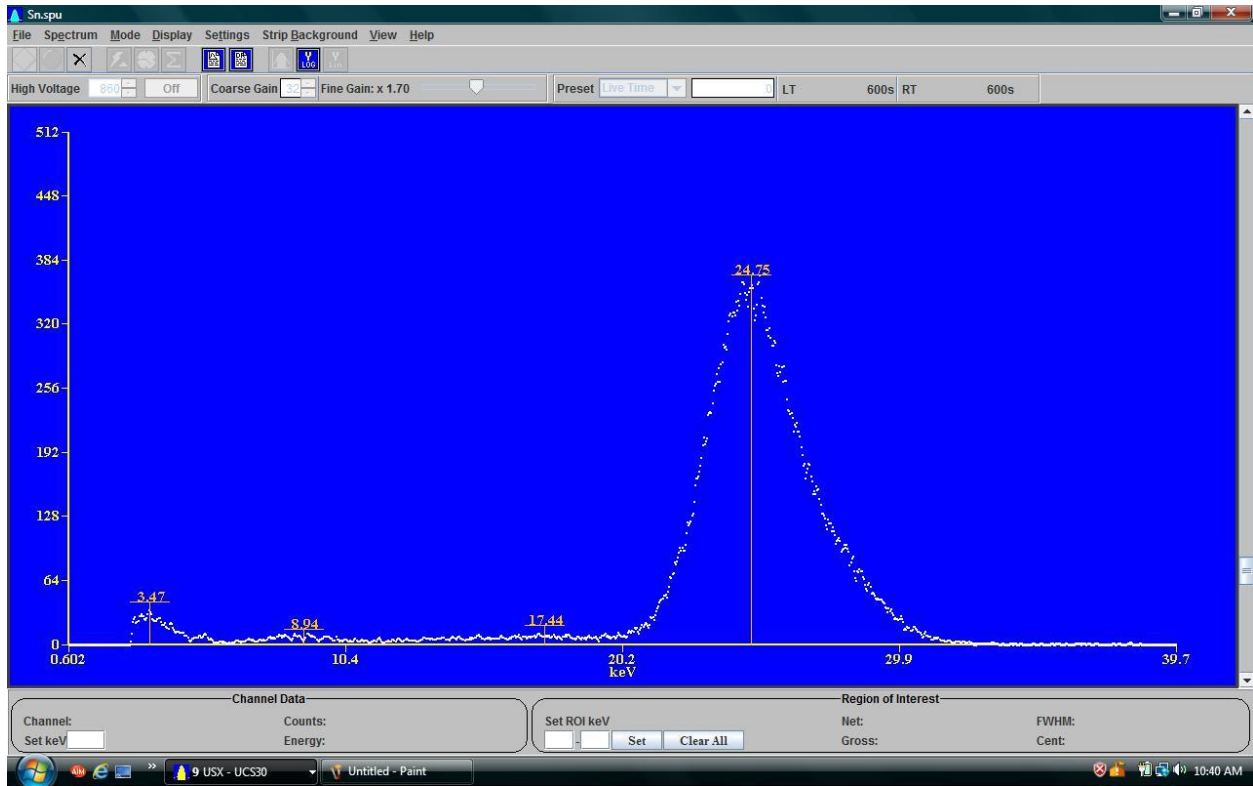 Sn.spu
File Spectrum Mode Display Settings Strip Background View Help
Y LOG
High Voltage 860 Off Coarse Gain 32 Fine Gain: x 1.70 Preset Live Time 0 LT 600s RT 600s
512
448
384
24.75
320
256
192
128
64
3.47
8.94
17.44
0
0.602 10.4 20.2 29.9 39.7
keV
Channel Data
Region of Interest
Channel: Counts: Set ROI keV Net: FWHM:
Set keV Energy: - Set Clear All Gross: Cent:
» 9 USX - UCS30 Untitled - Paint 10:40 AM